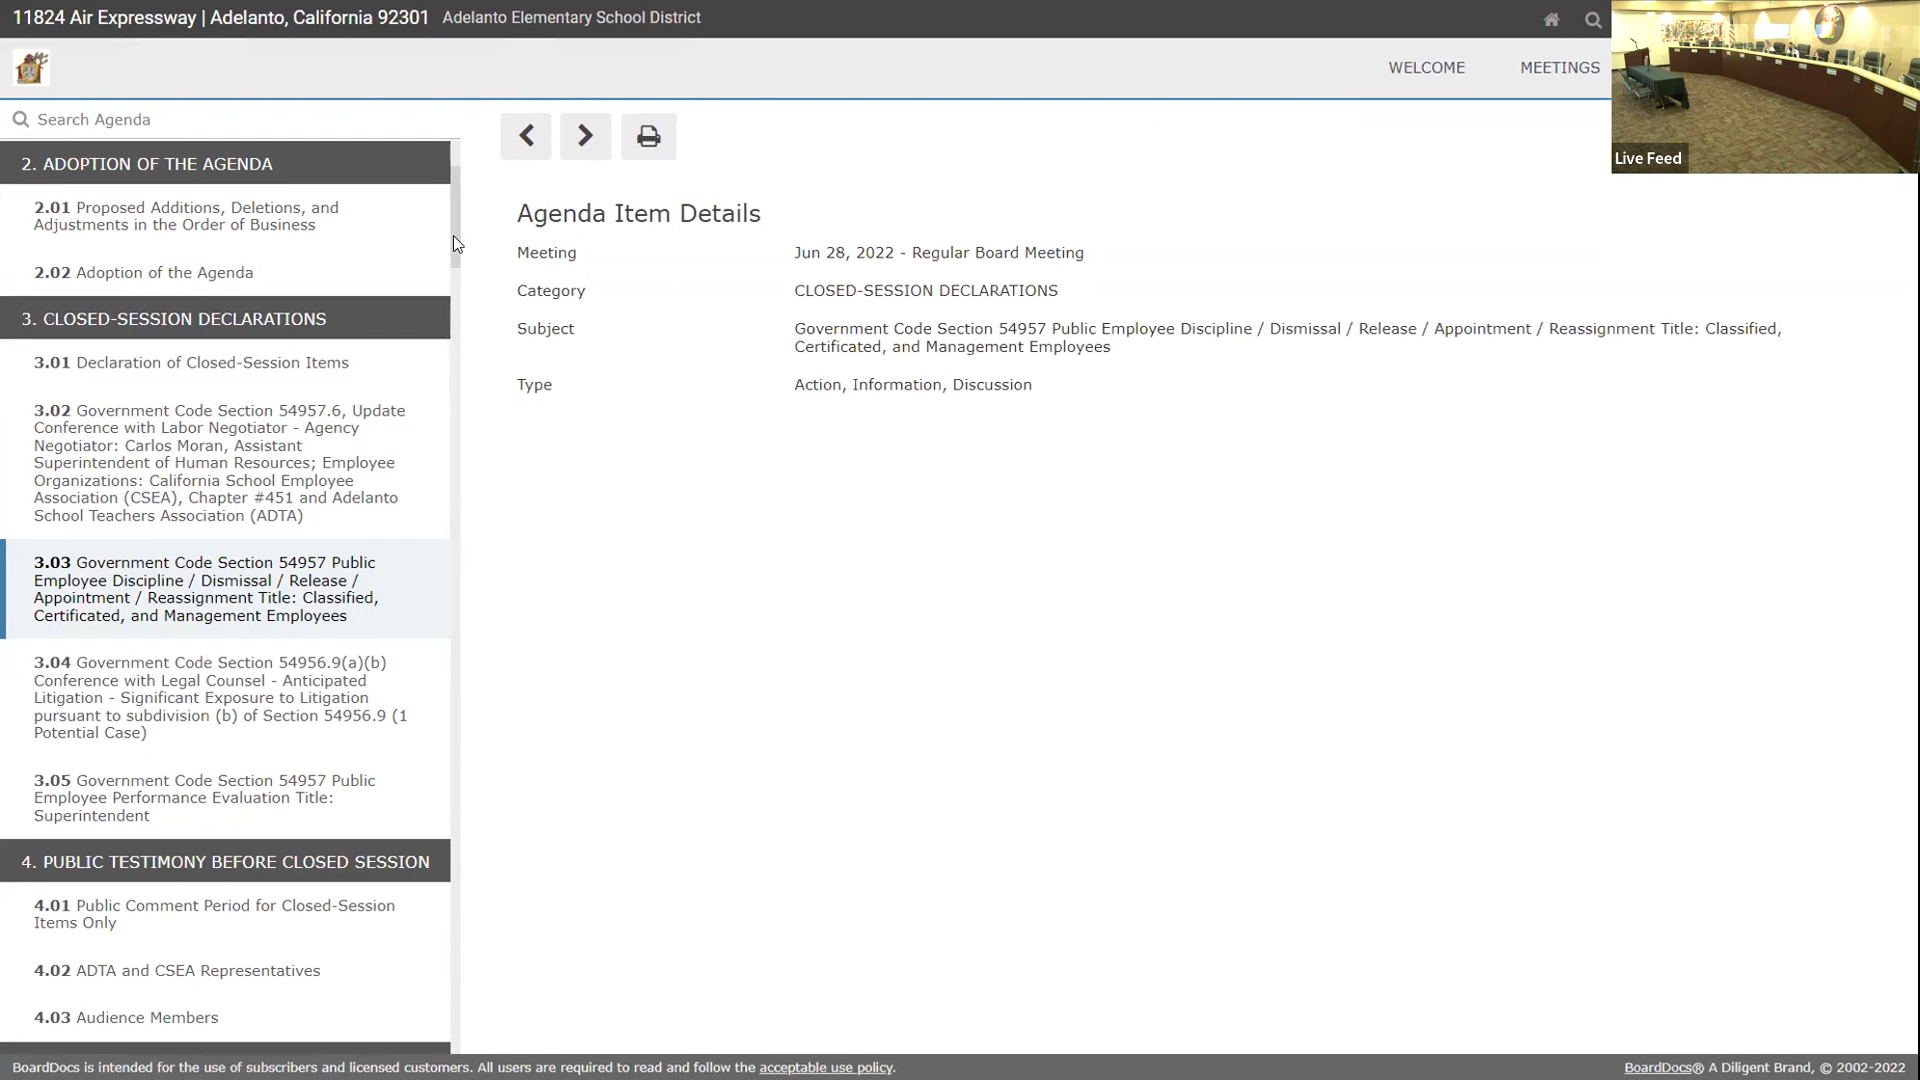 11824 Air Expressway | Adelanto, California 92301 Adelanto Elementary School District
WELCOME MEETINGS
Live Feed
Search Agenda
2. ADOPTION OF THE AGENDA
2.01 Proposed Additions, Deletions, and
Adjustments in the Order of Business
2.02 Adoption of the Agenda
3. CLOSED-SESSION DECLARATIONS
3.01 Declaration of Closed-Session Items
3.02 Government Code Section 54957.6, Update
Conference with Labor Negotiator - Agency
Negotiator: Carlos Moran, Assistant
Superintendent of Human Resources; Employee
Organizations: California School Employee
Association (CSEA), Chapter #451 and Adelanto
School Teachers Association (ADTA)
3.03 Government Code Section 54957 Public
Employee Discipline / Dismissal / Release /
Appointment / Reassignment Title: Classified,
Certificated, and Management Employees
3.04 Government Code Section 54956.9(a)(b)
Conference with Legal Counsel - Anticipated
Litigation - Significant Exposure to Litigation
pursuant to subdivision (b) of Section 54956.9 (1
Potential Case)
3.05 Government Code Section 54957 Public
Employee Performance Evaluation Title:
Superintendent
4. PUBLIC TESTIMONY BEFORE CLOSED SESSION
4.01 Public Comment Period for Closed-Session
Items Only
4.02 ADTA and CSEA Representatives
4.03 Audience Members
Agenda Item Details
Meeting Jun 28, 2022 - Regular Board Meeting
Category CLOSED-SESSION DECLARATIONS
Subject Government Code Section 54957 Public Employee Discipline / Dismissal / Release / Appointment / Reassignment Title: Classified,
Certificated, and Management Employees
Type Action, Information, Discussion
BoardDocs is intended for the use of subscribers and licensed customers. All users are required to read and follow the acceptable use policy. BoardDocs® A Diligent Brand, © 2002-2022